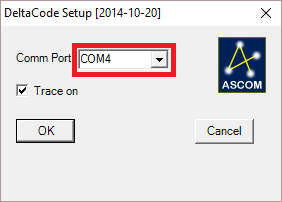 DeltaCode Setup [2014-10-20]
Comm Port COM4
Trace on
ASCOM
OK
Cancel